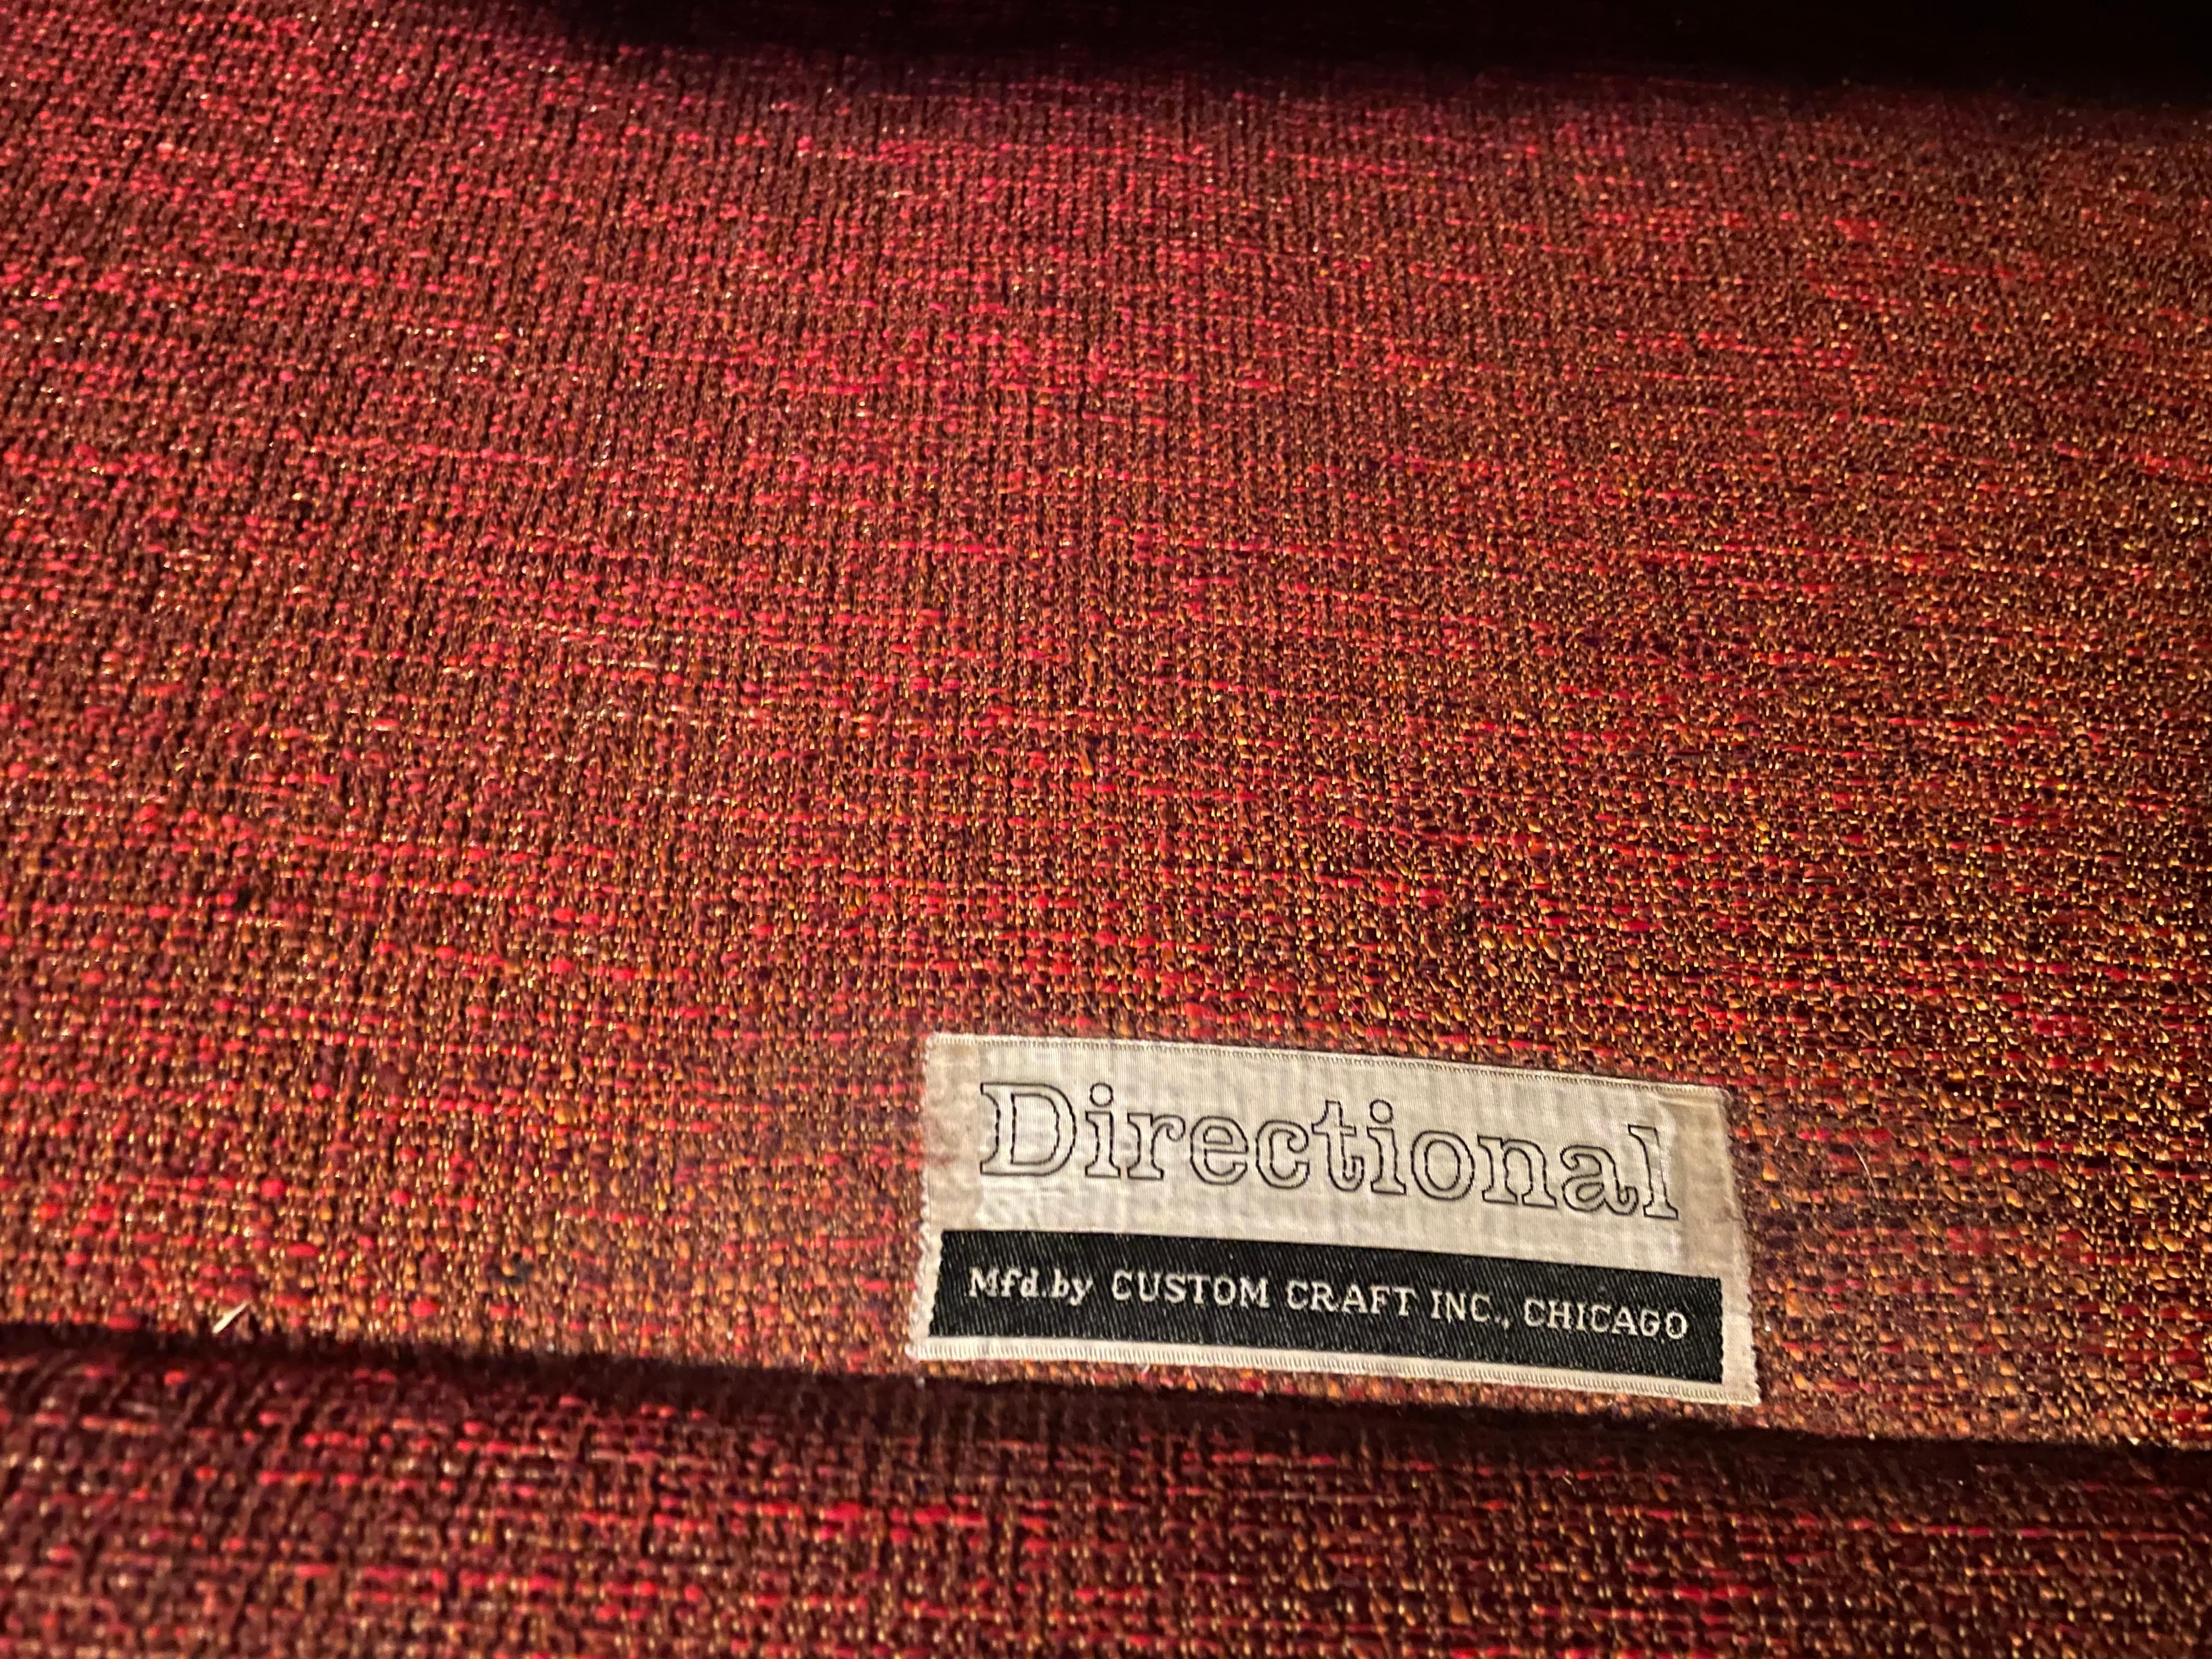 Directional
Mfd.by CUSTOM CRAFT INC., CHICAGO